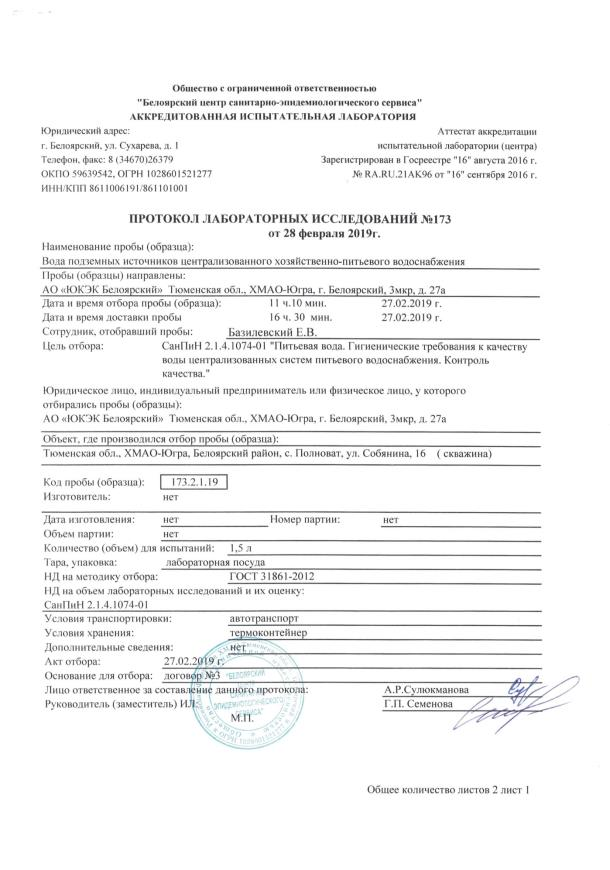 Общество с ограниченной ответственностью
"Белоярский центр санитарно-эпидемиологического сервиса"
АККРЕДИТОВАННАЯ ИСПЫТАТЕЛЬНАЯ ЛАБОРАТОРИЯ
Юридический адрес: Аттестат аккредитации
г. Белоярский, ул. Сухарева, д. 1 испытательной лаборатории (центра)
Телефон, факс: 8 (34670)26379 Зарегистрирован в Госреестре "16" августа 2016 г.
ОКПО 59639542, ОГРН 1028601521277 № RA.RU.21АК96 от "16" сентября 2016 г.
ИНН/КПП 8611006191/861101001
ПРОТОКОЛ ЛАБОРАТОРНЫХ ИССЛЕДОВАНИЙ №173
от 28 февраля 2019г.
Наименование пробы (образца):
Вода подземных источников централизованного хозяйственно-питьевого водоснабжения
Пробы (образцы) направлены:
АО «ЮКЭК Белоярский» Тюменская обл., ХМАО-Югра, г. Белоярский, 3мкр, д. 27а
Дата и время отбора пробы (образца): 11 ч.10 мин. 27.02.2019 г.
Дата и время доставки пробы 16 ч. 30 мин. 27.02.2019 г.
Сотрудник, отобравший пробы: Базилевский Е.В.
Цель отбора: СанПиН 2.1.4.1074-01 "Питьевая вода. Гигиенические требования к качеству
воды централизованных систем питьевого водоснабжения. Контроль
качества."
Юридическое лицо, индивидуальный предприниматель или физическое лицо, у которого
отбирались пробы (образцы):
АО «ЮКЭК Белоярский» Тюменская обл., ХМАО-Югра, г. Белоярский, 3мкр, д. 27а
Объект, где производился отбор пробы (образца):
Тюменская обл., ХМАО-Югра, Белоярский район, с. Полноват, ул. Собянина, 16 ( скважина)
Код пробы (образца): 173.2.1.19
Изготовитель: нет
Дата изготовления: нет Номер партии: нет
Объем партии: нет
Количество (объем) для испытаний: 1,5 л
Тара, упаковка: лабораторная посуда
НД на методику отбора: ГОСТ 31861-2012
НД на объем лабораторных исследований и их оценку:
СанПиН 2.1.4.1074-01
Условия транспортировки: автотранспорт
Условия хранения: термоконтейнер
Дополнительные сведения: нет
Акт отбора: 27.02.2019 г.
Основание для отбора: договор №3
Лицо ответственное за составление данного протокола: А.Р.Сулюкманова
Руководитель (заместитель) ИЛ: Г.П. Семенова
М.П.
"БЕЛОЯРСКИЙ
ЦЕНТР
САНИТАРНО-
ЭПИДЕМИОЛОГИЧЕСКОГО
СЕРВИСА"
Общее количество листов 2 лист 1